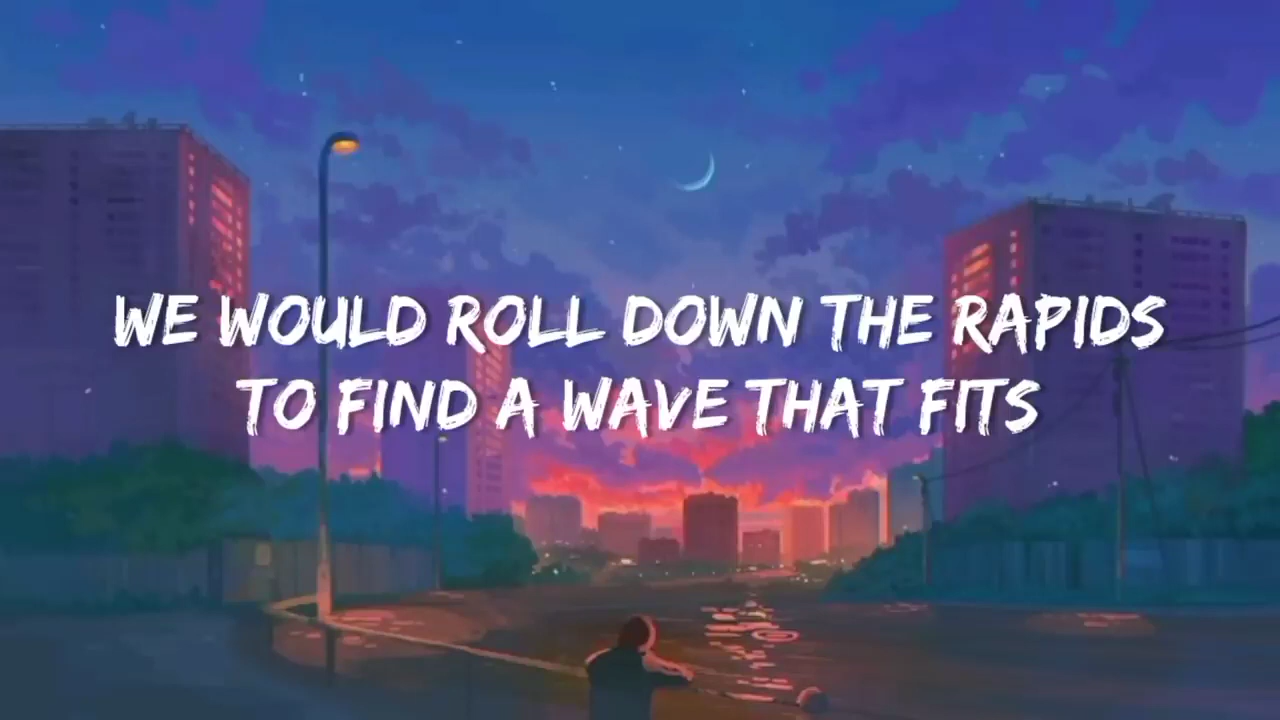 WE WOULD ROLL DOWN THE RAPIDS
TO FIND A WAVE THAT FITS